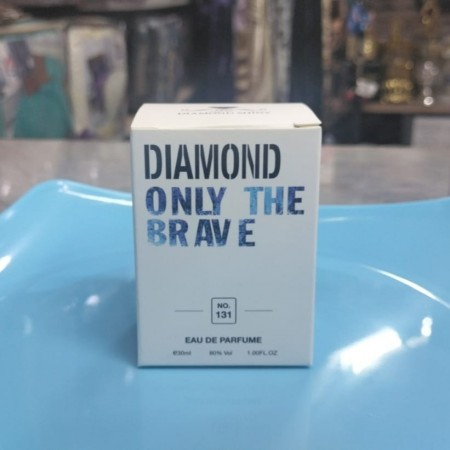 DIAMOND
ONLY THE
BRAVE
NO.
131
EAU DE PARFUME
℮30ml 80% Vol 1.00FL.OZ